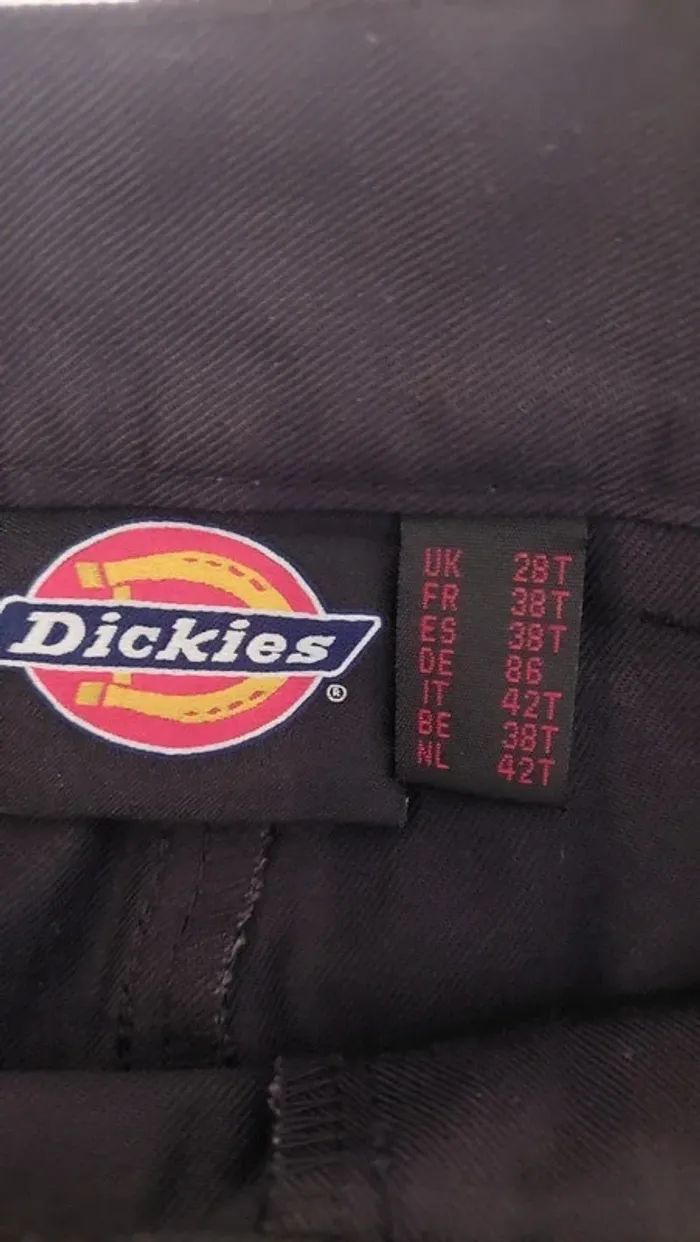 Dickies
®
UK 28T
FR 38T
ES 38T
DE 86
IT 42T
BE 38T
NL 42T